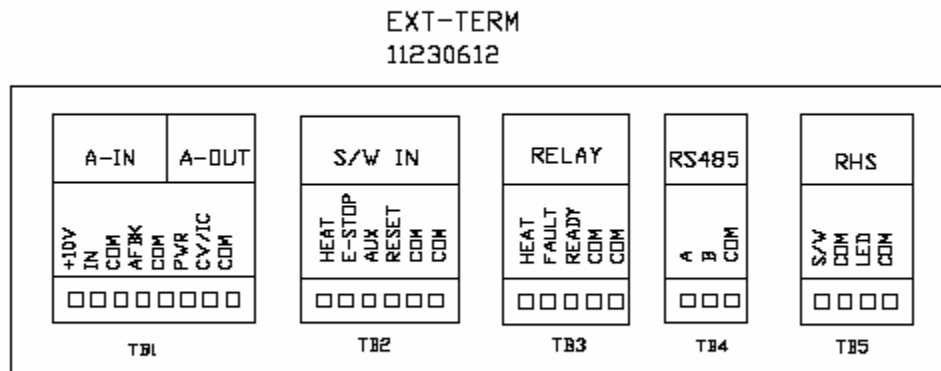 EXT-TERM
11230612
A-IN A-OUT
+10V
IN
COM
AFBK
COM
PWR
CV/IC
COM
TB1
S/W IN
HEAT
E-STOP
AUX
RESET
COM
COM
TB2
RELAY
HEAT
FAULT
READY
COM
COM
TB3
RS485
A
B
COM
TB4
RHS
S/W
COM
LED
COM
TB5